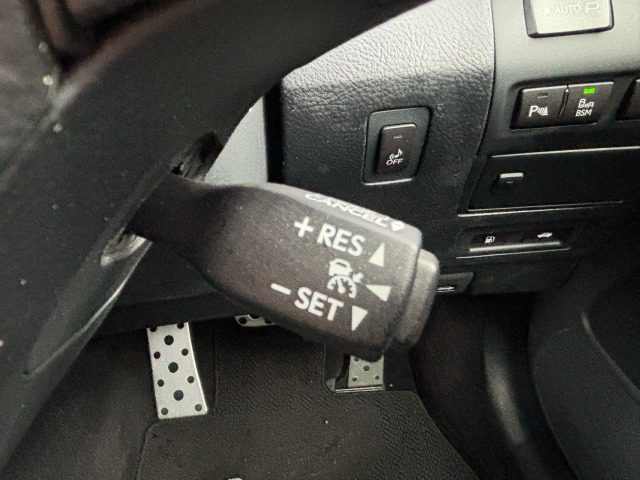 AUTO P
P
BSM
OFF
CANCEL
+ RES
- SET